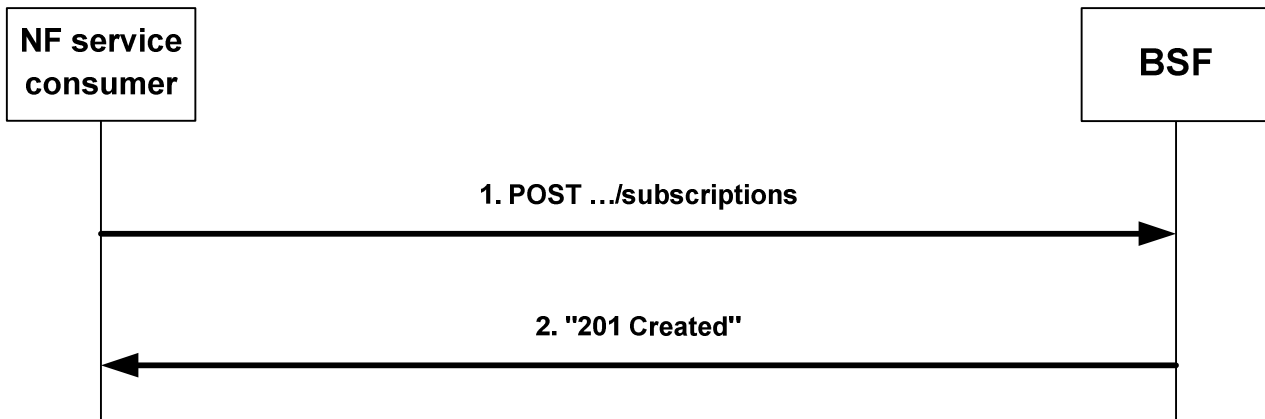 NF service
consumer
BSF
1. POST …/subscriptions
2. "201 Created"